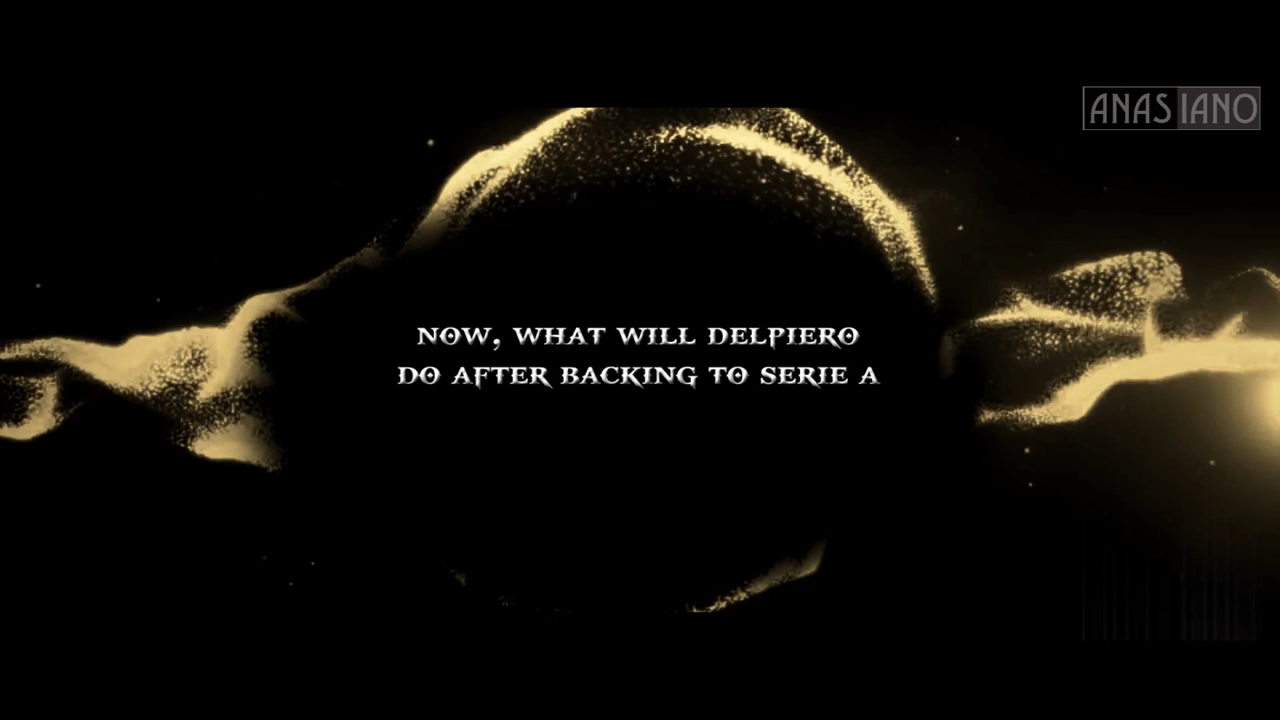 ANASIANO
NOW, WHAT WILL DELPIERO
DO AFTER BACKING TO SERIE A